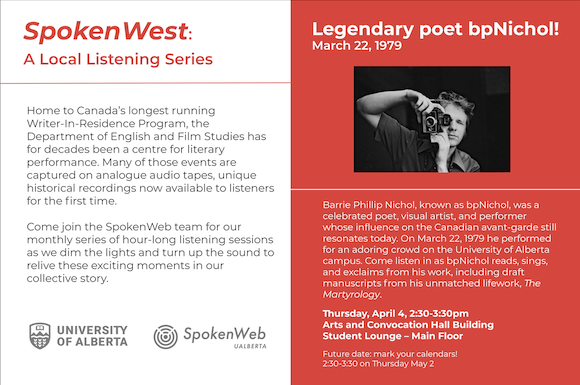 SpokenWest:
A Local Listening Series
Home to Canada's longest running
Writer-In-Residence Program, the
Department of English and Film Studies has
for decades been a centre for literary
performance. Many of those events are
captured on analogue audio tapes, unique
historical recordings now available to listeners
for the first time.
Come join the SpokenWeb team for our
monthly series of hour-long listening sessions
as we dim the lights and turn up the sound to
relive these exciting moments in our
collective story.
UNIVERSITY
OF ALBERTA
SpokenWeb
UALBERTA
Legendary poet bpNichol!
March 22, 1979
Barrie Phillip Nichol, known as bpNichol, was a
celebrated poet, visual artist, and performer
whose influence on the Canadian avant-garde still
resonates today. On March 22, 1979 he performed
for an adoring crowd on the University of Alberta
campus. Come listen in as bpNichol reads, sings,
and exclaims from his work, including draft
manuscripts from his unmatched lifework, The
Martyrology.
Thursday, April 4, 2:30-3:30pm
Arts and Convocation Hall Building
Student Lounge – Main Floor
Future date: mark your calendars!
2:30-3:30 on Thursday May 2